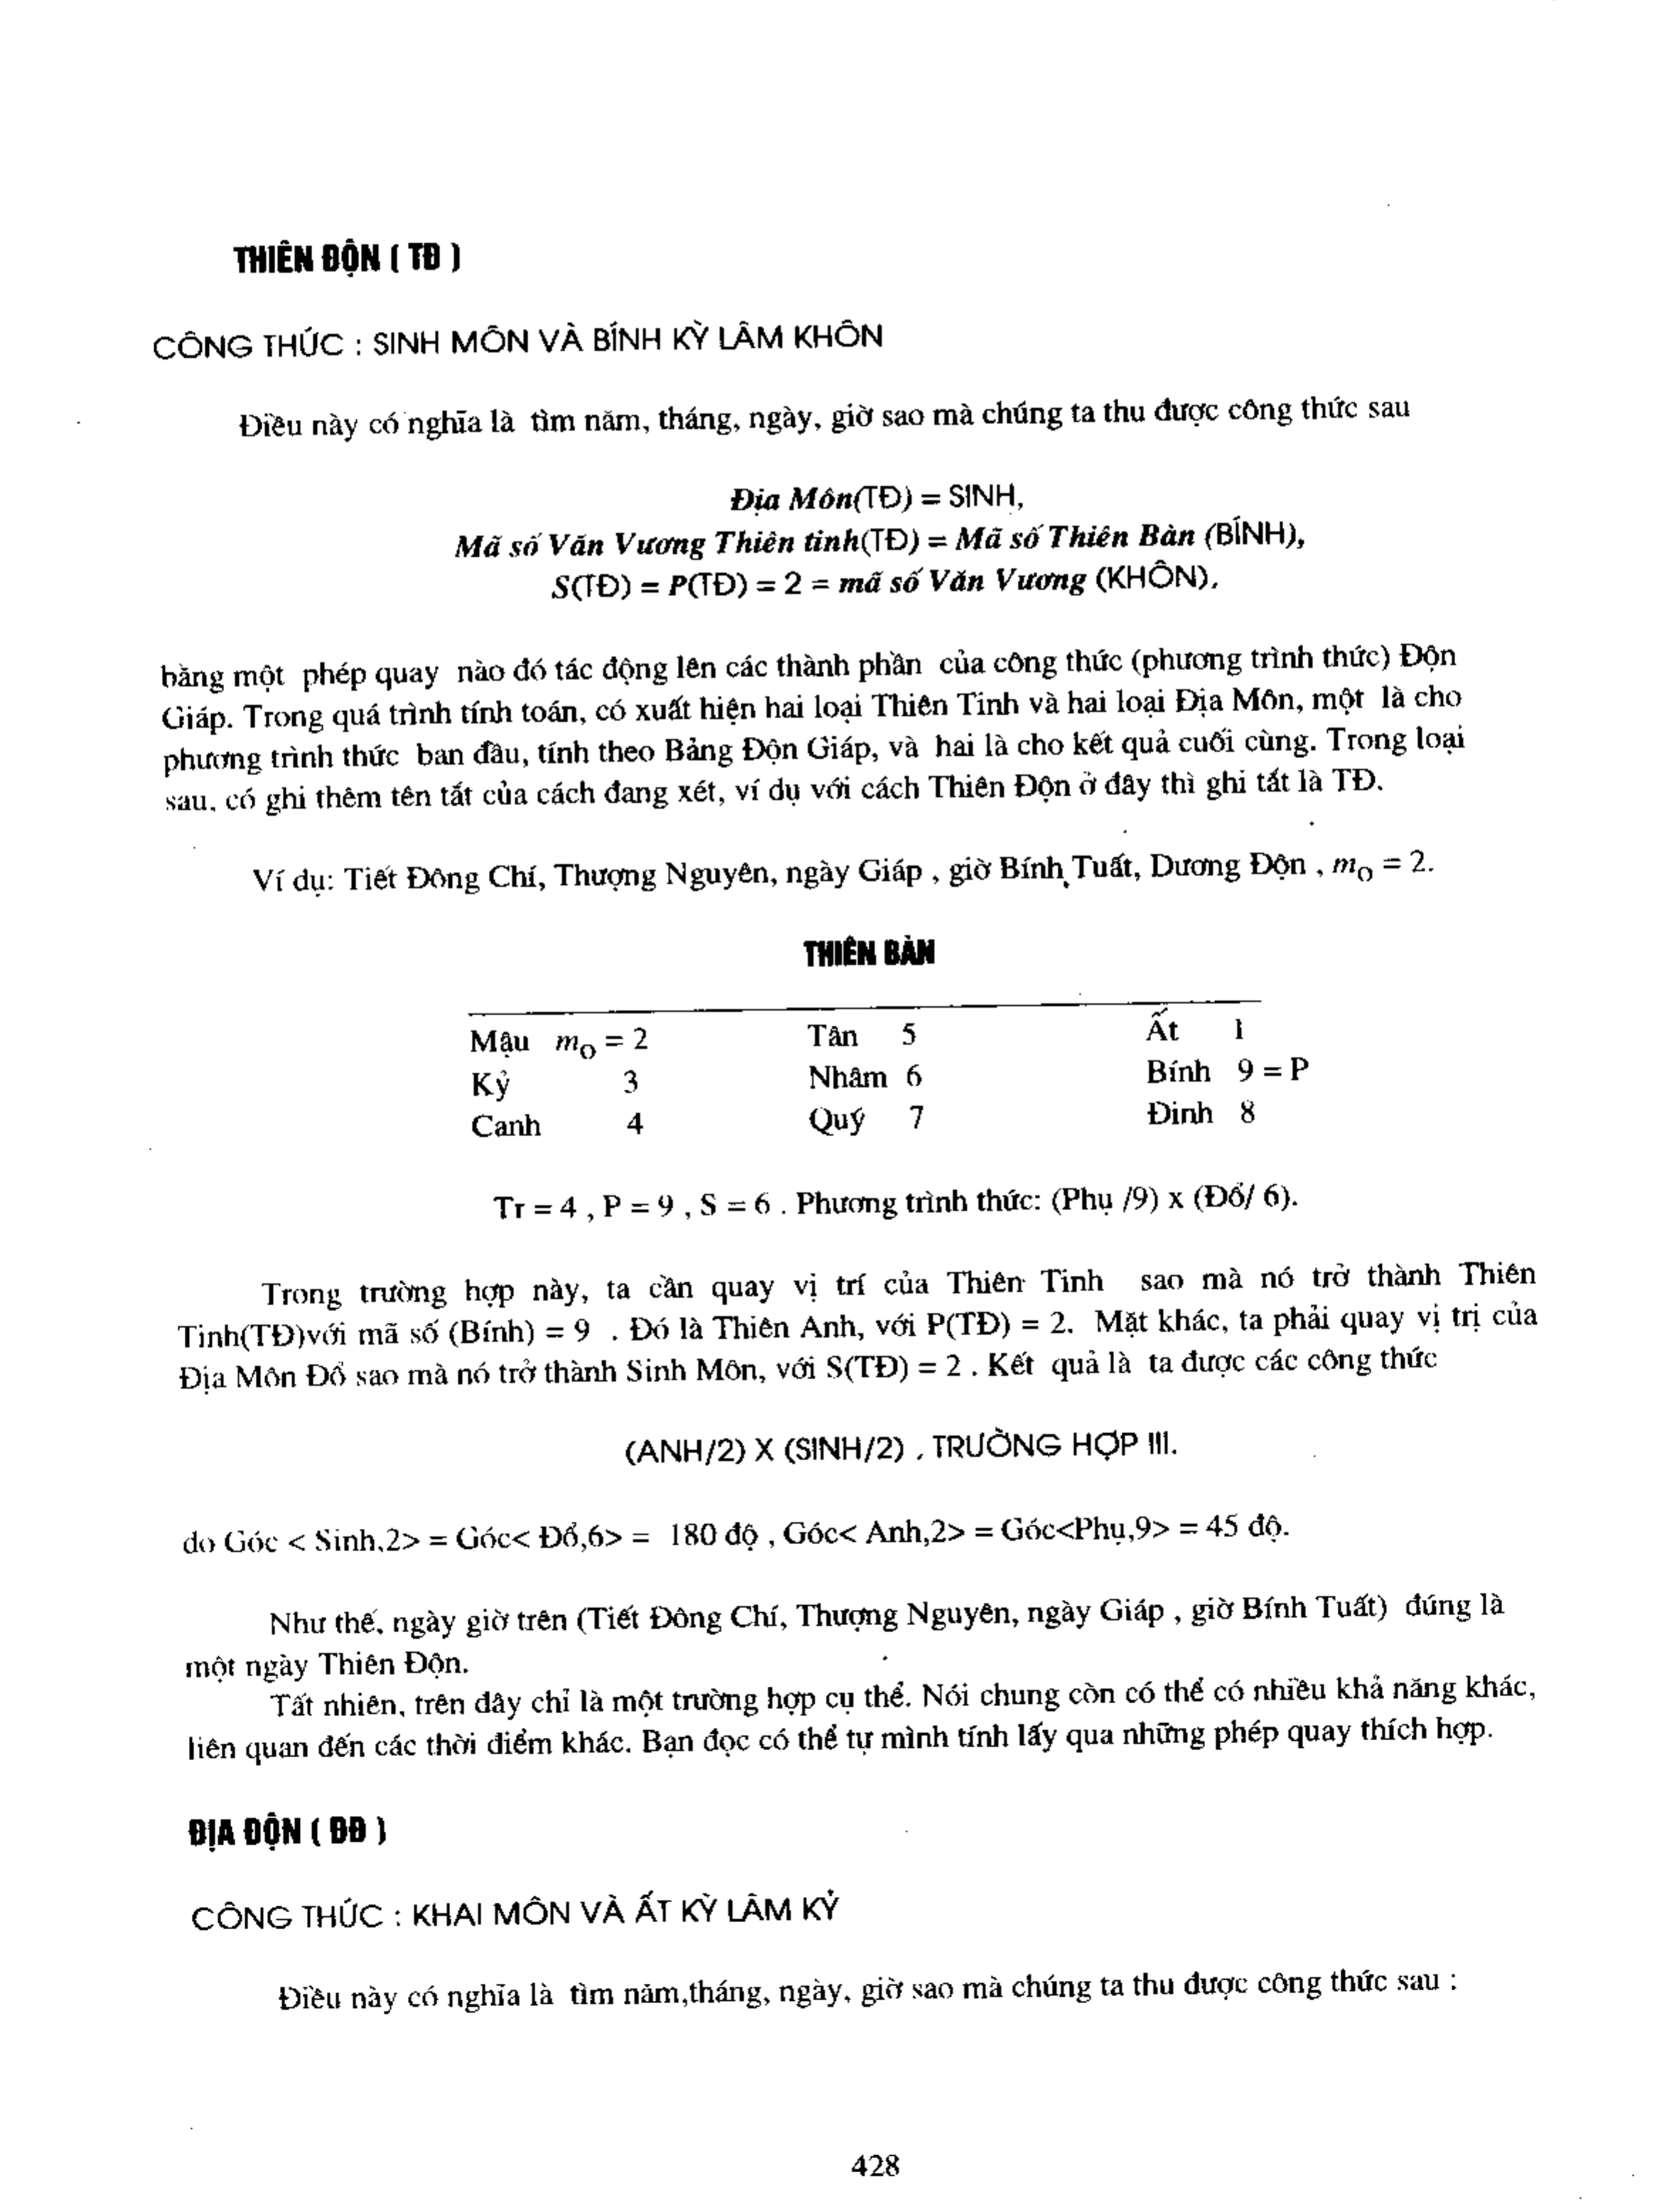 THIÊN ĐỘN ( TĐ )
CÔNG THỨC : SINH MÔN VÀ BÍNH KỲ LÂM KHÔN
Điều này có nghĩa là tìm năm, tháng, ngày, giờ sao mà chúng ta thu được công thức sau
Địa Môn(TĐ) = SINH,
Mã số Văn Vương Thiên tinh(TĐ) = Mã số Thiên Bàn (BÍNH),
S(TĐ) = P(TĐ) = 2 = mã số Văn Vương (KHÔN),
bằng một phép quay nào đó tác động lên các thành phần của công thức (phương trình thức) Độn
Giáp. Trong quá trình tính toán, có xuất hiện hai loại Thiên Tinh và hai loại Địa Môn, một là cho
phương trình thức ban đầu, tính theo Bảng Độn Giáp, và hai là cho kết quả cuối cùng. Trong loại
sau, có ghi thêm tên tắt của cách đang xét, ví dụ với cách Thiên Độn ở đây thì ghi tắt là TĐ.
Ví dụ: Tiết Đông Chí, Thượng Nguyên, ngày Giáp , giờ Bính Tuất, Dương Độn , mo = 2.
THIÊN BÀN
Mậu mo = 2 Tân 5 Ất 1
Kỷ 3 Nhâm 6 Bính 9 = P
Canh 4 Quý 7 Đinh 8
Tr = 4 , P = 9 , S = 6 . Phương trình thức: (Phụ /9) x (Đổ/ 6).
Trong trường hợp này, ta cần quay vị trí của Thiên Tinh sao mà nó trở thành Thiên
Tinh(TĐ)với mã số (Bính) = 9 . Đó là Thiên Anh, với P(TĐ) = 2. Mặt khác, ta phải quay vị trị của
Địa Môn Đổ sao mà nó trở thành Sinh Môn, với S(TĐ) = 2 . Kết quả là ta được các công thức
(ANH/2) X (SINH/2) , TRƯỜNG HỢP III.
do Góc < Sinh,2> = Góc< Đổ,6> = 180 độ , Góc< Anh,2> = Góc<Phụ,9> = 45 độ.
Như thế, ngày giờ trên (Tiết Đông Chí, Thượng Nguyên, ngày Giáp , giờ Bính Tuất) đúng là
một ngày Thiên Độn.
Tất nhiên, trên đây chỉ là một trường hợp cụ thể. Nói chung còn có thể có nhiều khả năng khác,
liên quan đến các thời điểm khác. Bạn đọc có thể tự mình tính lấy qua những phép quay thích hợp.
ĐỊA ĐỘN ( ĐĐ )
CÔNG THỨC : KHAI MÔN VÀ ẤT KỲ LÂM KỶ
Điều này có nghĩa là tìm năm,tháng, ngày, giờ sao mà chúng ta thu được công thức sau :
428